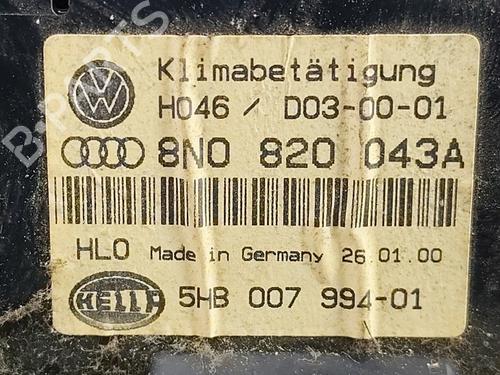 Klimabetätigung
H046 / D03-00-01
8N0 820 043A
HLO Made in Germany 26.01.00
HELLA 5HB 007 994-01
B-PARTS